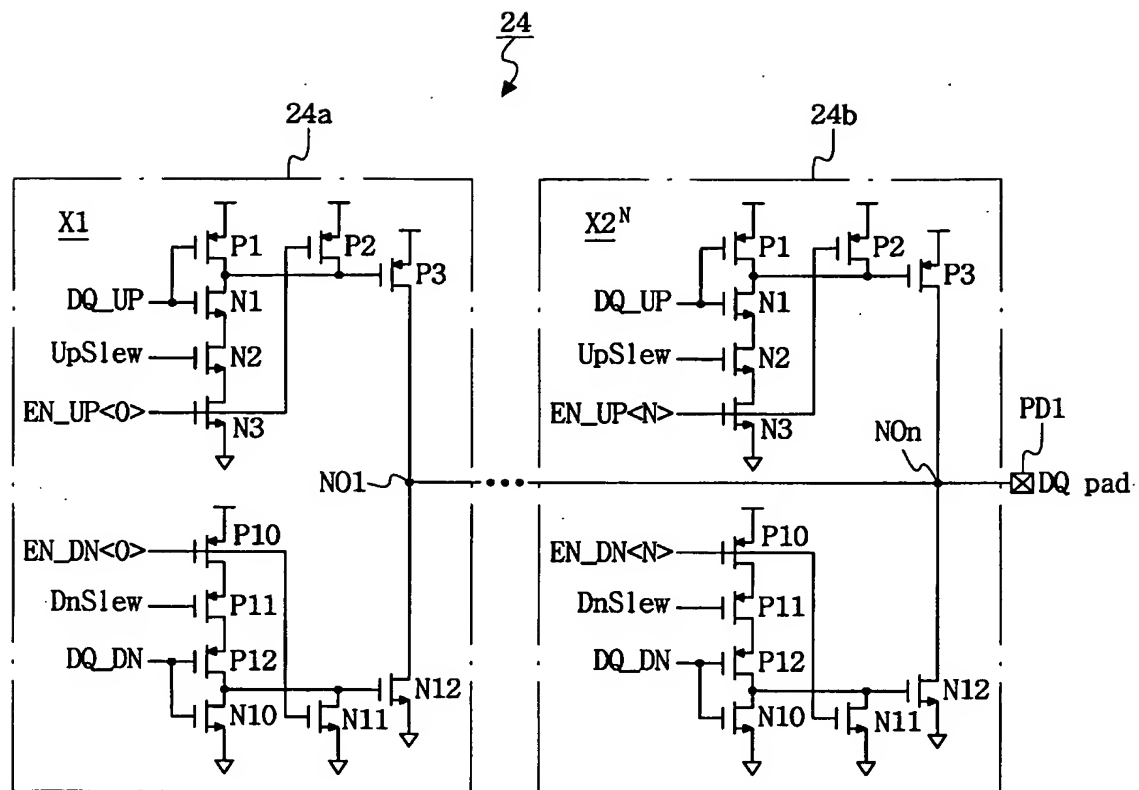 24
24a
24b
X1
P1
P2
P3
DQ_UP
N1
UpSlew
N2
EN_UP<0>
N3
NO1
EN_DN<0>
P10
DnSlew
P11
DQ_DN
P12
N12
N10
N11
X2ᴺ
P1
P2
P3
DQ_UP
N1
UpSlew
N2
EN_UP<N>
N3
PD1
NOn
DQ pad
EN_DN<N>
P10
DnSlew
P11
DQ_DN
P12
N12
N10
N11